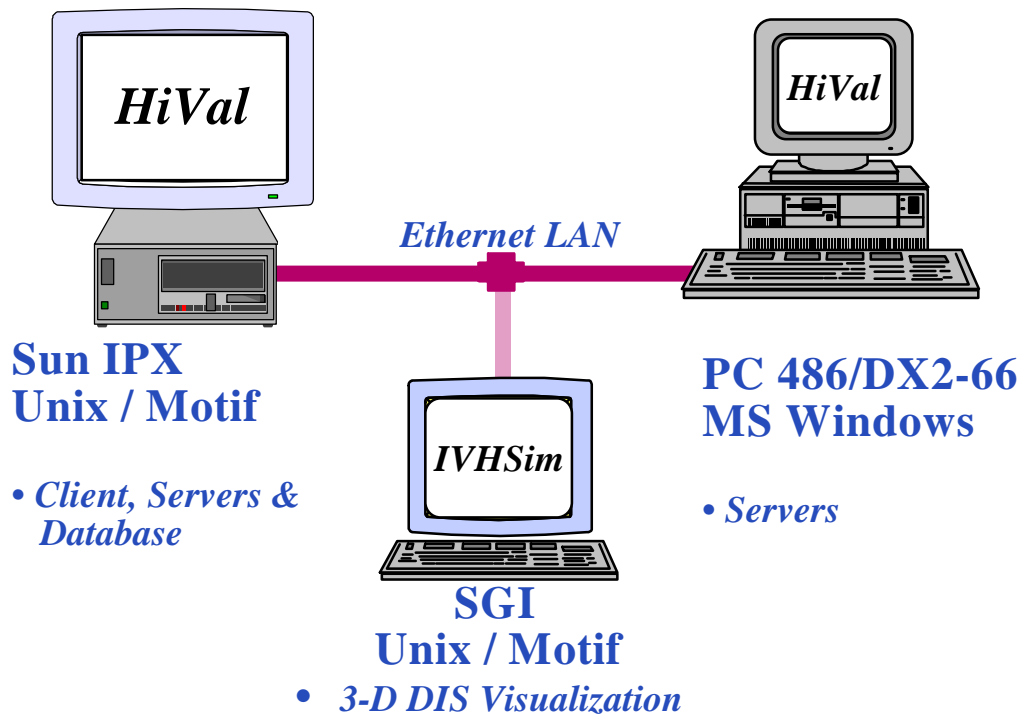 HiVal
HiVal
Ethernet LAN
Sun IPX
Unix / Motif
• Client, Servers &
Database
PC 486/DX2-66
MS Windows
• Servers
IVHSim
SGI
Unix / Motif
• 3-D DIS Visualization